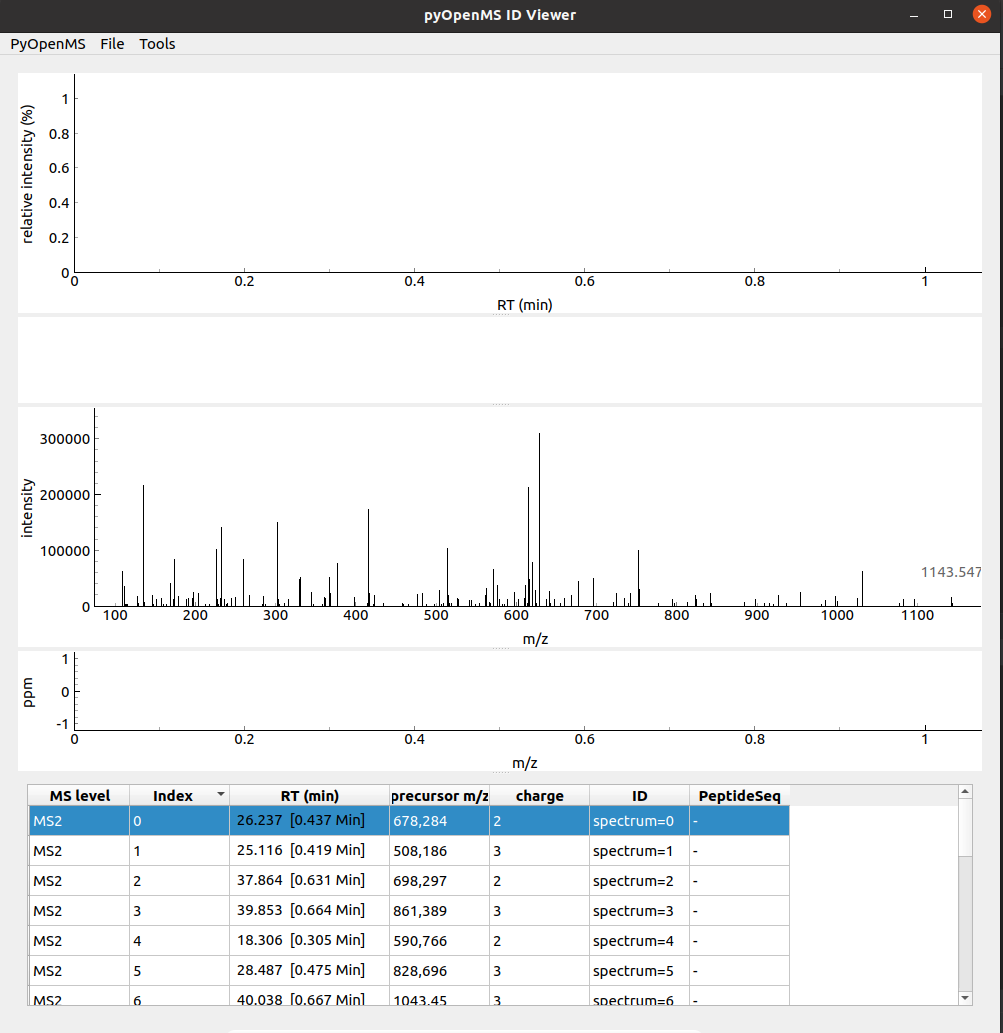 pyOpenMS ID Viewer
PyOpenMS File Tools
relative intensity (%)
1
0.8
0.6
0.4
0.2
0
0 0.2 0.4 0.6 0.8 1
RT (min)
intensity
300000
200000
100000
0
1143.547
100 200 300 400 500 600 700 800 900 1000 1100
m/z
ppm
1
0
-1
0 0.2 0.4 0.6 0.8 1
m/z
MS level Index RT (min) precursor m/z charge ID PeptideSeq
MS2 0 26.237 [0.437 Min] 678,284 2 spectrum=0 -
MS2 1 25.116 [0.419 Min] 508,186 3 spectrum=1 -
MS2 2 37.864 [0.631 Min] 698,297 2 spectrum=2 -
MS2 3 39.853 [0.664 Min] 861,389 3 spectrum=3 -
MS2 4 18.306 [0.305 Min] 590,766 2 spectrum=4 -
MS2 5 28.487 [0.475 Min] 828,696 3 spectrum=5 -
MS2 6 40.038 [0.667 Min] 1043.45 3 spectrum=6 -